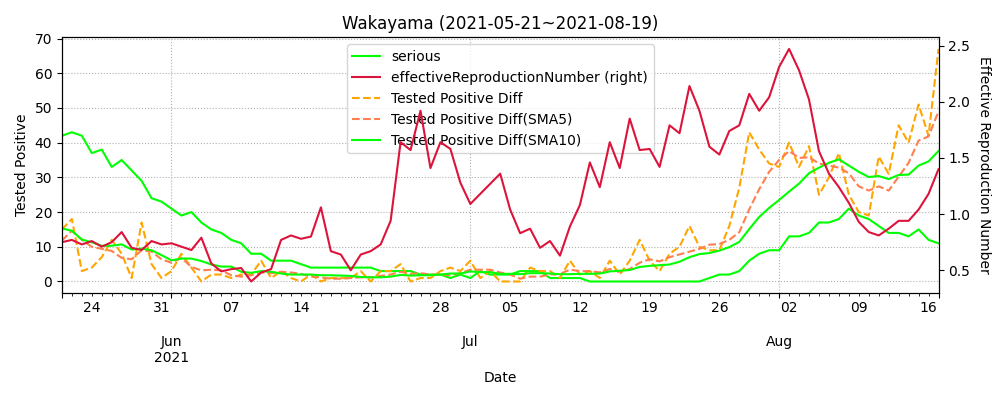 Wakayama (2021-05-21~2021-08-19)
serious
effectiveReproductionNumber (right)
Tested Positive Diff
Tested Positive Diff(SMA5)
Tested Positive Diff(SMA10)
Tested Positive
70
60
50
40
30
20
10
0
2.5
2.0
1.5
1.0
0.5
Effective Reproduction Number
24 31 07 14 21 28 05 12 19 26 02 09 16
Jun Jul Aug
2021
Date